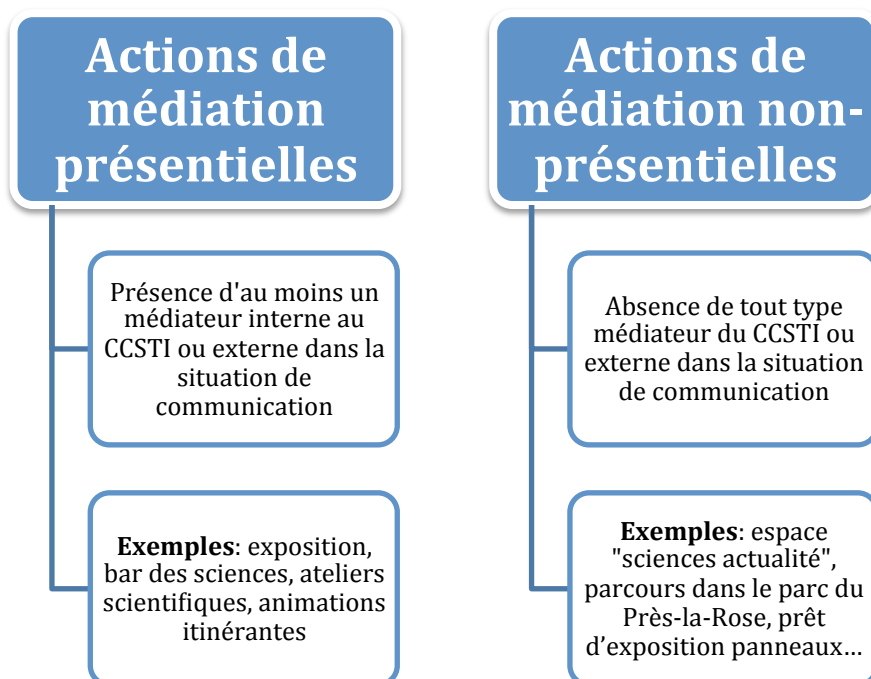 Actions de
médiation
présentielles
Présence d'au moins un
médiateur interne au
CCSTI ou externe dans la
situation de
communication
Exemples: exposition,
bar des sciences, ateliers
scientifiques, animations
itinérantes
Actions de
médiation non-
présentielles
Absence de tout type
médiateur du CCSTI ou
externe dans la situation
de communication
Exemples: espace
"sciences actualité",
parcours dans le parc du
Près-la-Rose, prêt
d’exposition panneaux…